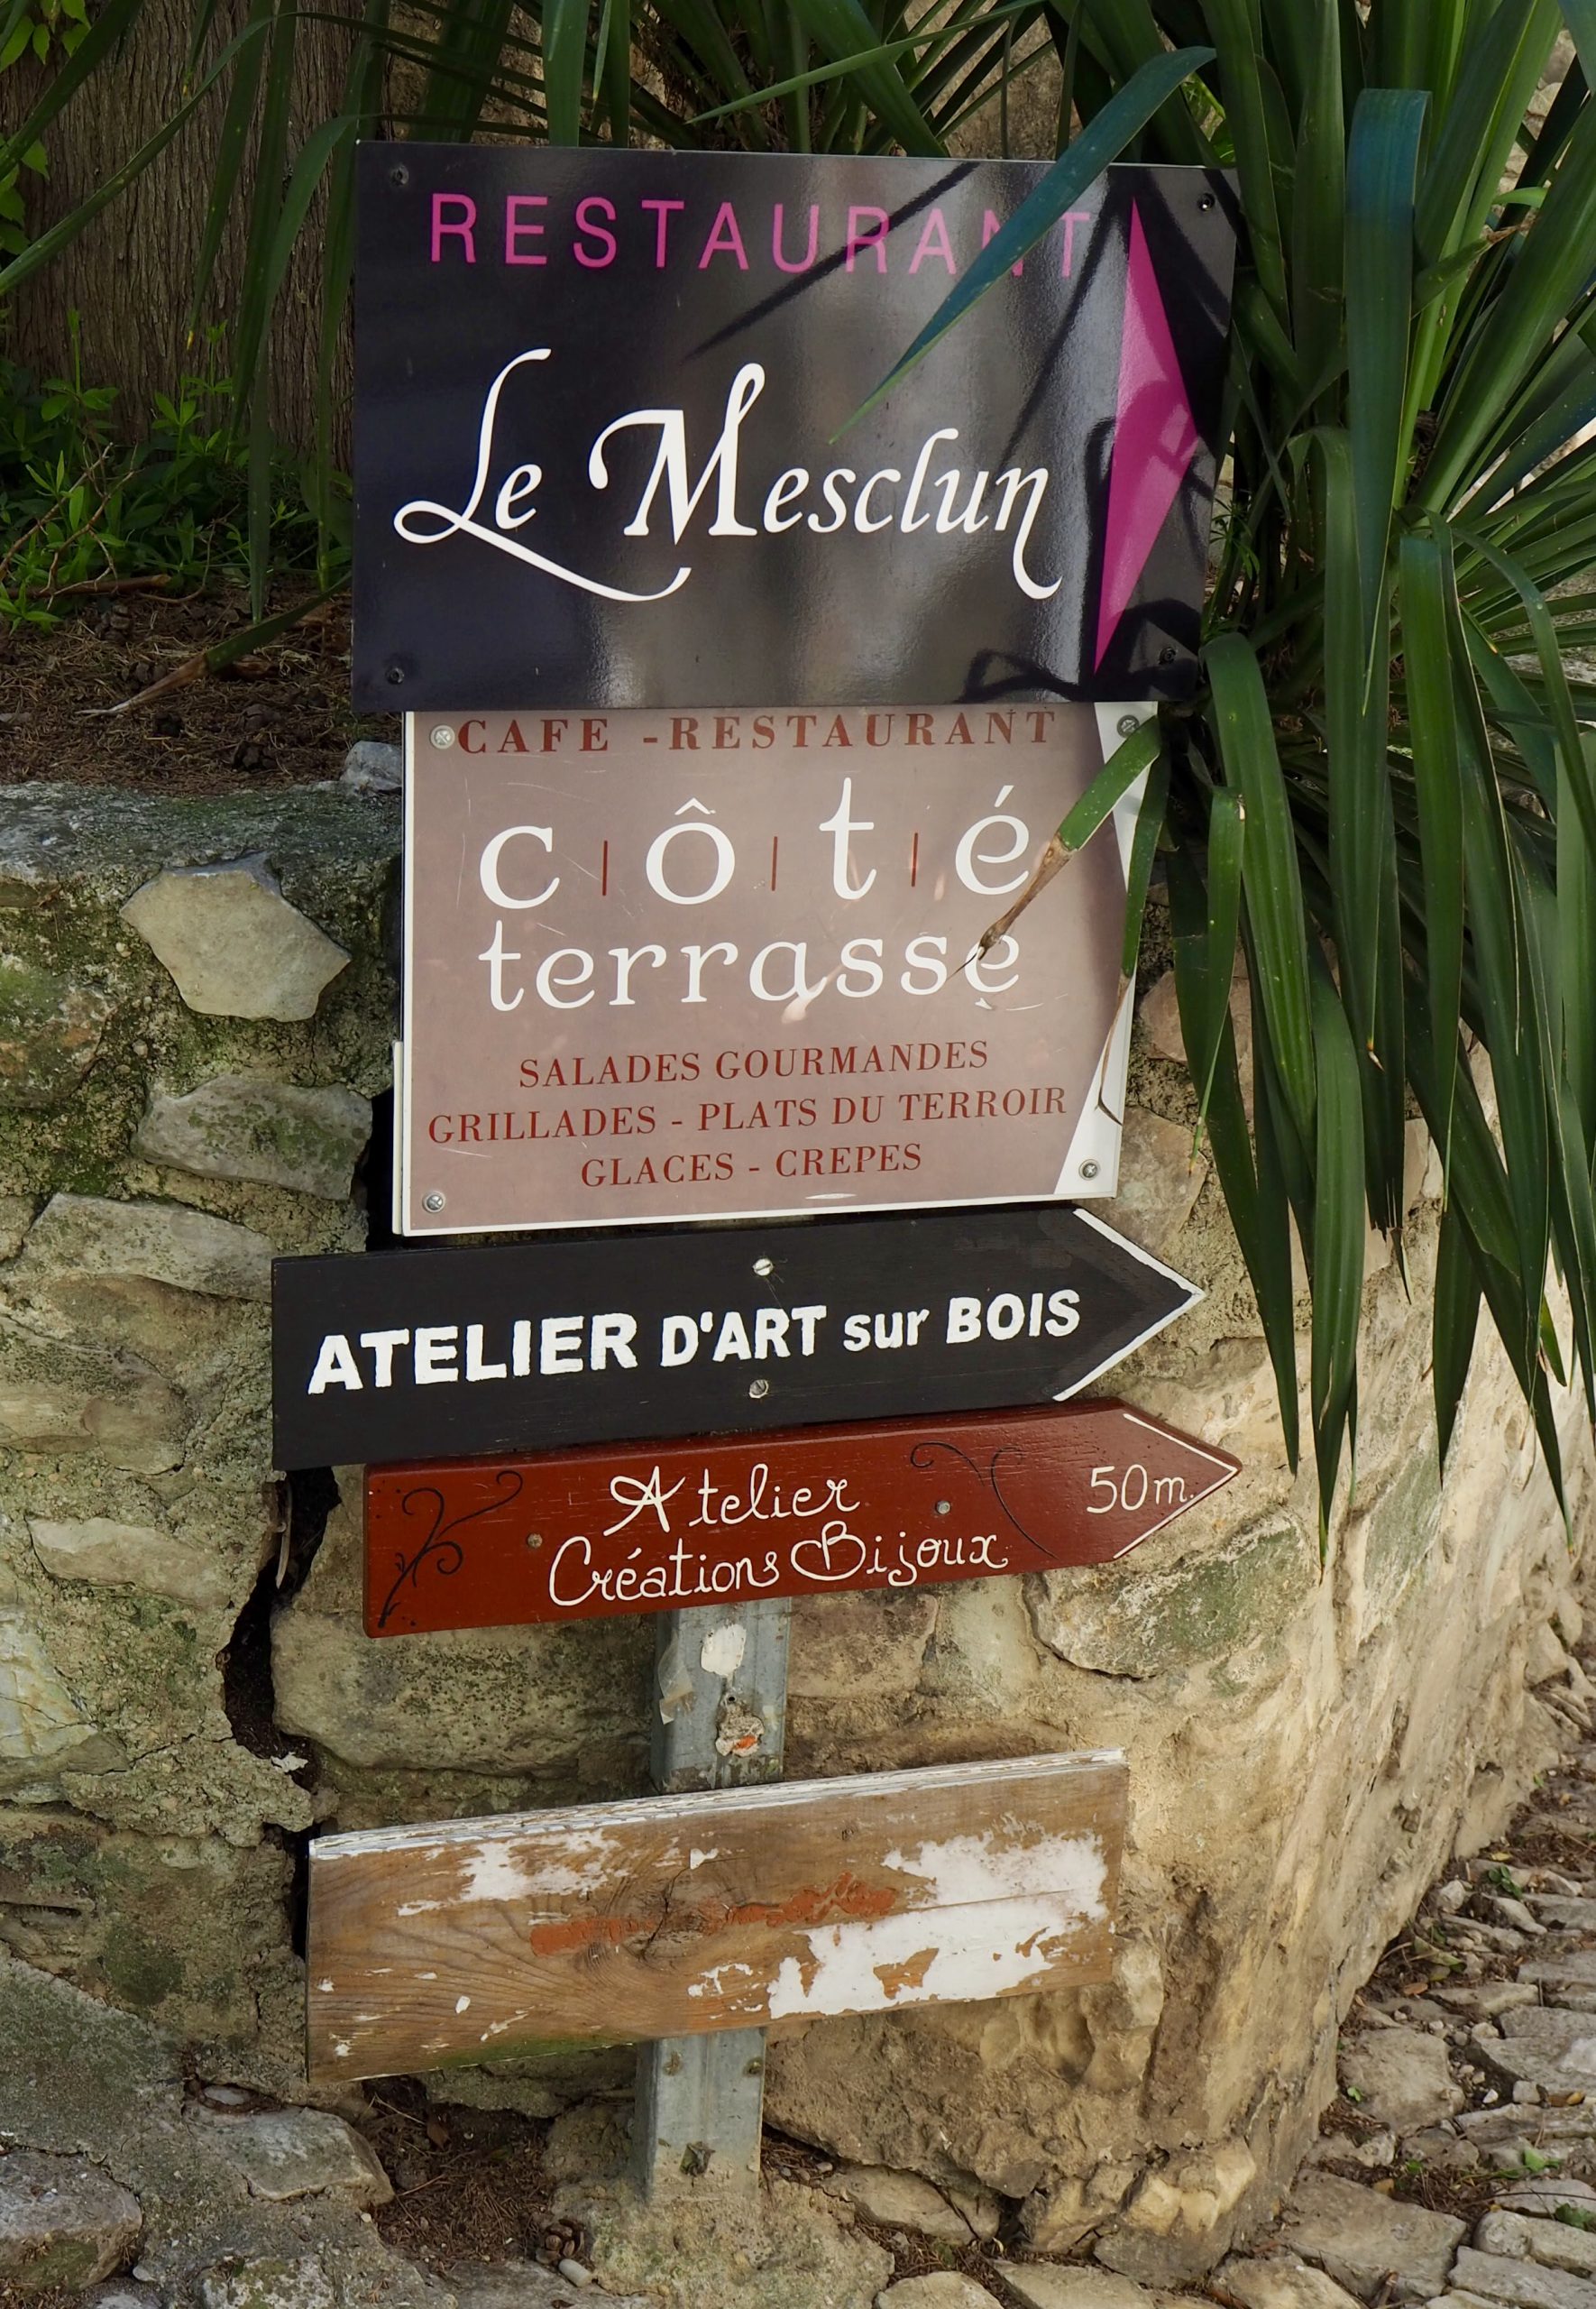 RESTAURANT
Le Mesclun
CAFE -RESTAURANT
c|ô|t|é
terrasse
SALADES GOURMANDES
GRILLADES - PLATS DU TERROIR
GLACES - CREPES
ATELIER D'ART sur BOIS
Atelier
Créations Bijoux
50m.